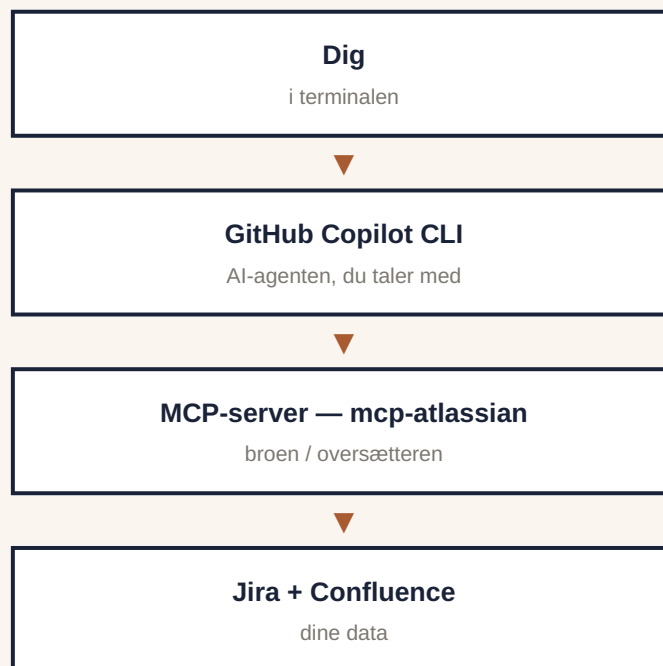 Dig
i terminalen
GitHub Copilot CLI
AI-agenten, du taler med
MCP-server — mcp-atlassian
broen / oversætteren
Jira + Confluence
dine data